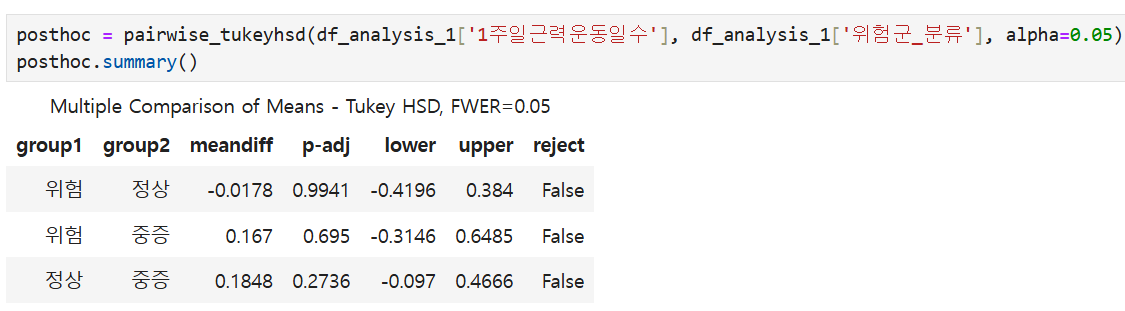 posthoc = pairwise_tukeyhsd(df_analysis_1['1주일근력운동일수'], df_analysis_1['위험군_분류'], alpha=0.05)
posthoc.summary()
Multiple Comparison of Means - Tukey HSD, FWER=0.05
group1 group2 meandiff p-adj lower upper reject
위험 정상 -0.0178 0.9941 -0.4196 0.384 False
위험 중증 0.167 0.695 -0.3146 0.6485 False
정상 중증 0.1848 0.2736 -0.097 0.4666 False